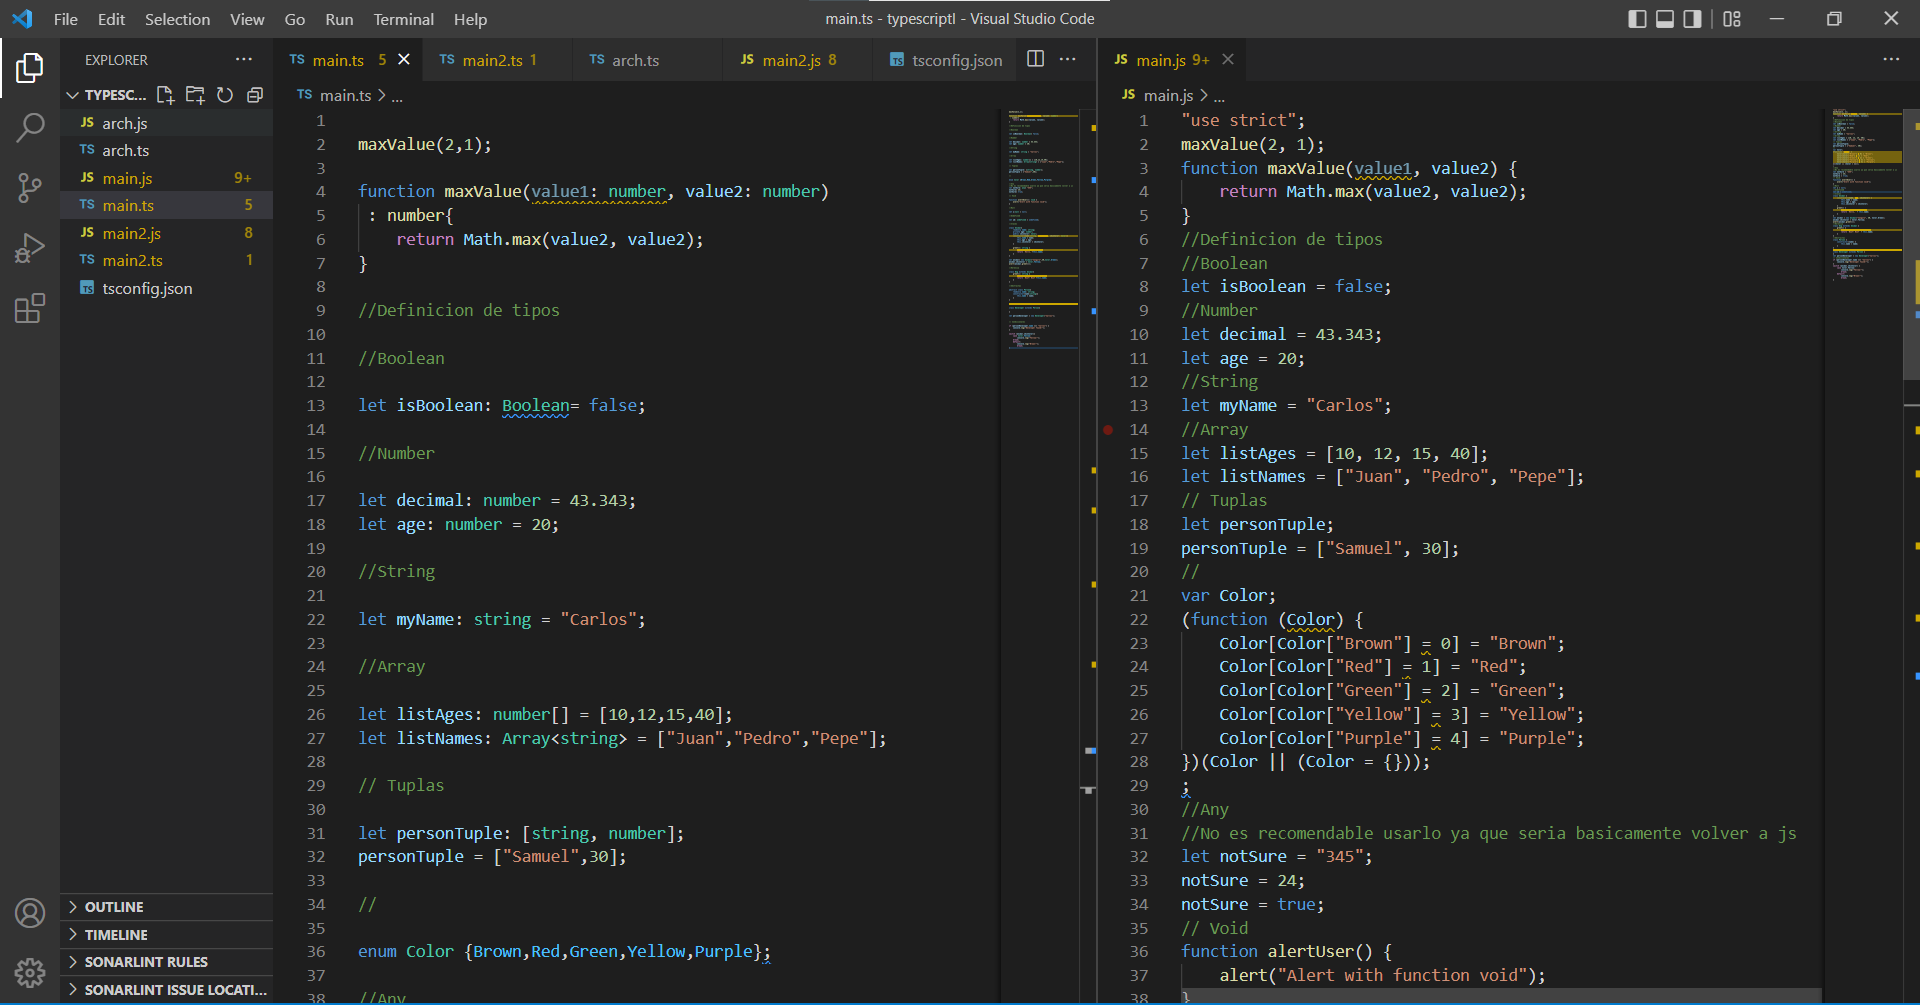 File Edit Selection View Go Run Terminal Help
main.ts - typescriptl - Visual Studio Code
EXPLORER ...
TYPESC...
JS arch.js
TS arch.ts
JS main.js 9+
TS main.ts 5
JS main2.js 8
TS main2.ts 1
TS tsconfig.json
OUTLINE
TIMELINE
SONARLINT RULES
SONARLINT ISSUE LOCATI...
TS main.ts 5
TS main2.ts 1
TS arch.ts
JS main2.js 8
TS tsconfig.json
TS main.ts > ...
1
2 maxValue(2,1);
3
4 function maxValue(value1: number, value2: number)
5 : number{
6 return Math.max(value2, value2);
7 }
8
9 //Definicion de tipos
10
11 //Boolean
12
13 let isBoolean: Boolean= false;
14
15 //Number
16
17 let decimal: number = 43.343;
18 let age: number = 20;
19
20 //String
21
22 let myName: string = "Carlos";
23
24 //Array
25
26 let listAges: number[] = [10,12,15,40];
27 let listNames: Array<string> = ["Juan","Pedro","Pepe"];
28
29 // Tuplas
30
31 let personTuple: [string, number];
32 personTuple = ["Samuel",30];
33
34 //
35
36 enum Color {Brown,Red,Green,Yellow,Purple};
37
38 //Any
JS main.js 9+
JS main.js > ...
1 "use strict";
2 maxValue(2, 1);
3 function maxValue(value1, value2) {
4 return Math.max(value2, value2);
5 }
6 //Definicion de tipos
7 //Boolean
8 let isBoolean = false;
9 //Number
10 let decimal = 43.343;
11 let age = 20;
12 //String
13 let myName = "Carlos";
14 //Array
15 let listAges = [10, 12, 15, 40];
16 let listNames = ["Juan", "Pedro", "Pepe"];
17 // Tuplas
18 let personTuple;
19 personTuple = ["Samuel", 30];
20 //
21 var Color;
22 (function (Color) {
23 Color[Color["Brown"] = 0] = "Brown";
24 Color[Color["Red"] = 1] = "Red";
25 Color[Color["Green"] = 2] = "Green";
26 Color[Color["Yellow"] = 3] = "Yellow";
27 Color[Color["Purple"] = 4] = "Purple";
28 })(Color || (Color = {}));
29 ;
30 //Any
31 //No es recomendable usarlo ya que seria basicamente volver a js
32 let notSure = "345";
33 notSure = 24;
34 notSure = true;
35 // Void
36 function alertUser() {
37 alert("Alert with function void");
38 }